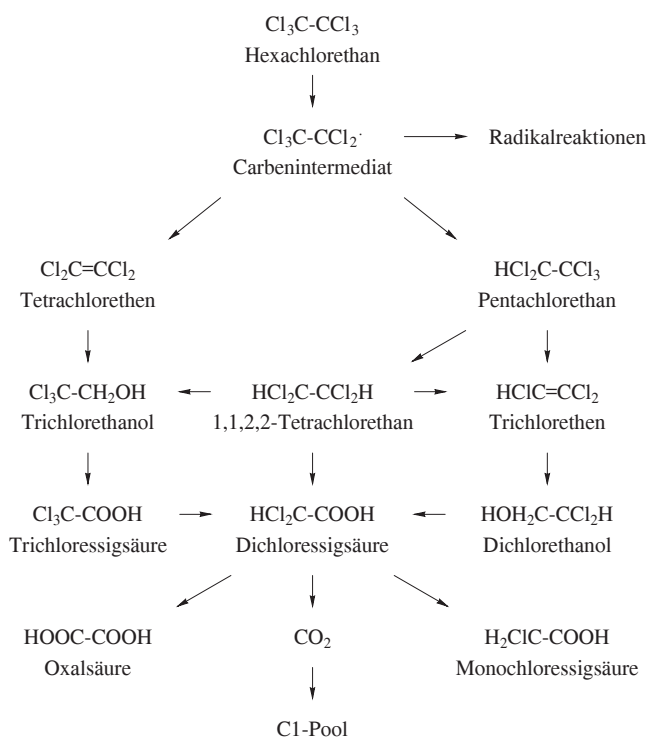 Cl₃C-CCl₃
Hexachlorethan
Cl₃C-CCl₂· Radikalreaktionen
Carbenintermediat
Cl₂C=CCl₂ HCl₂C-CCl₃
Tetrachlorethen Pentachlorethan
Cl₃C-CH₂OH HCl₂C-CCl₂H HClC=CCl₂
Trichlorethanol 1,1,2,2-Tetrachlorethan Trichlorethen
Cl₃C-COOH HCl₂C-COOH HOH₂C-CCl₂H
Trichloressigsäure Dichloressigsäure Dichlorethanol
HOOC-COOH CO₂ H₂ClC-COOH
Oxalsäure Monochloressigsäure
C1-Pool